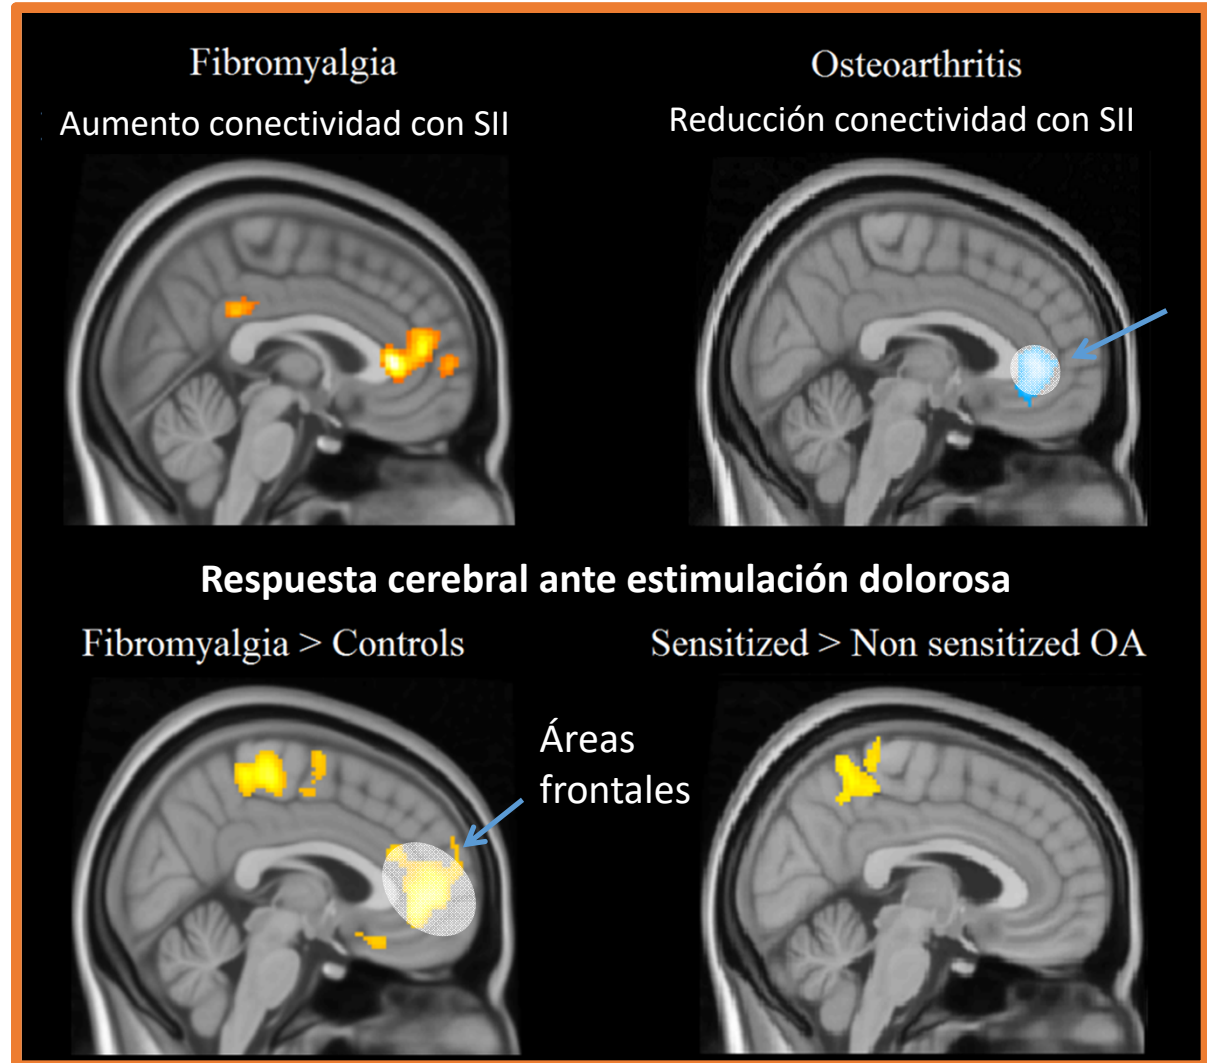 Fibromyalgia
Osteoarthritis
Aumento conectividad con SII
Reducción conectividad con SII
Respuesta cerebral ante estimulación dolorosa
Fibromyalgia > Controls
Sensitized > Non sensitized OA
Áreas
frontales